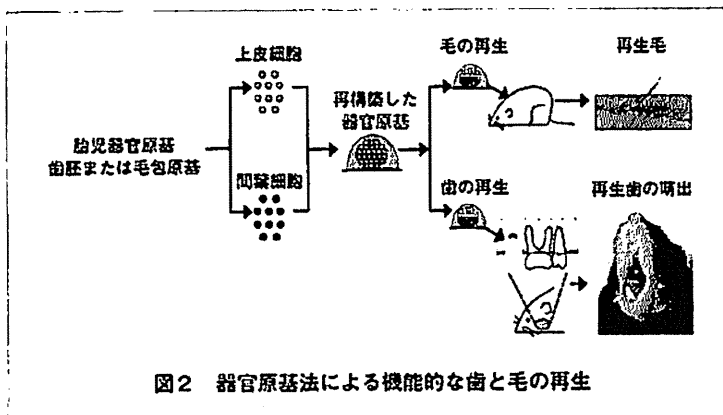 上皮細胞
毛の再生
再生毛
再構築した
器官原基
胎児器官原基
歯胚または毛包原基
間葉細胞
歯の再生
再生歯の萌出
図2 器官原基法による機能的な歯と毛の再生